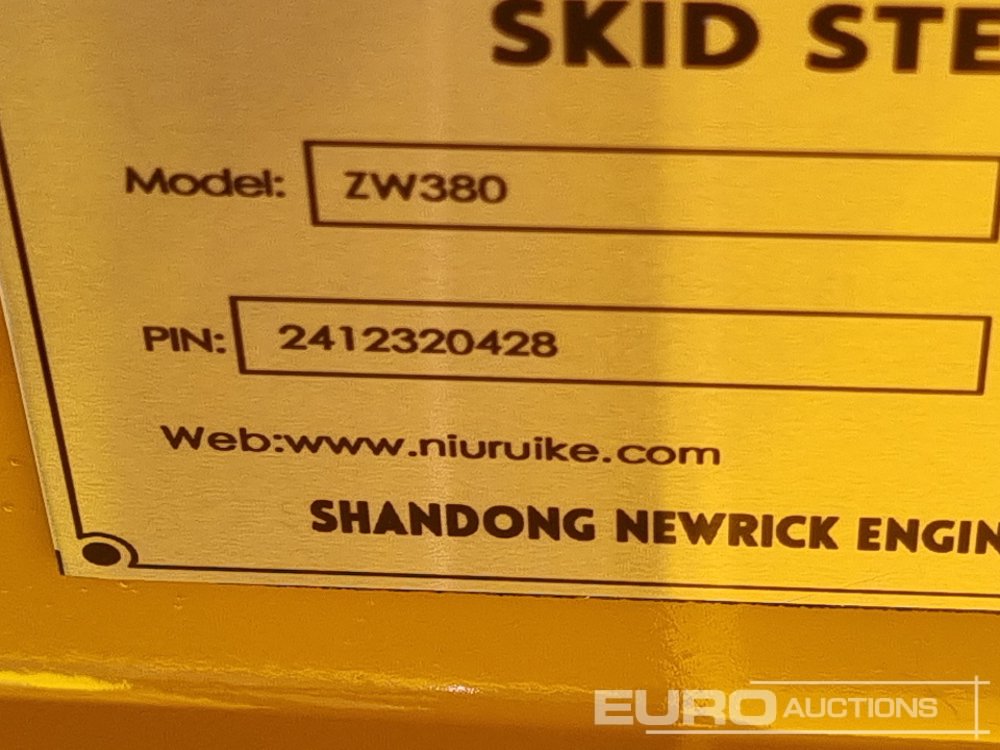 SKID STE
Model: ZW380
PIN: 2412320428
Web:www.niuruike.com
SHANDONG NEWRICK ENGIN
EURO AUCTIONS